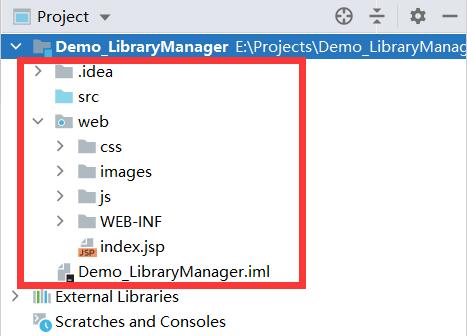 Project
Demo_LibraryManager E:\Projects\Demo_LibraryManag
.idea
src
web
css
images
js
WEB-INF
JSP index.jsp
Demo_LibraryManager.iml
External Libraries
Scratches and Consoles